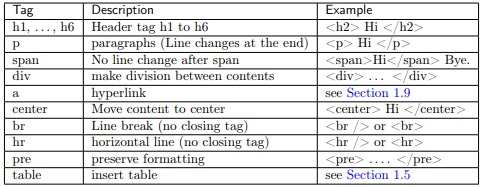 Tag Description Example
h1, ..., h6 Header tag h1 to h6 <h2> Hi </h2>
p paragraphs (Line changes at the end) <p> Hi </p>
span No line change after span <span>Hi</span> Bye.
div make division between contents <div> ... </div>
a hyperlink see Section 1.9
center Move content to center <center> Hi </center>
br Line break (no closing tag) <br /> or <br>
hr horizontal line (no closing tag) <hr /> or <hr>
pre preserve formatting <pre> .... </pre>
table insert table see Section 1.5